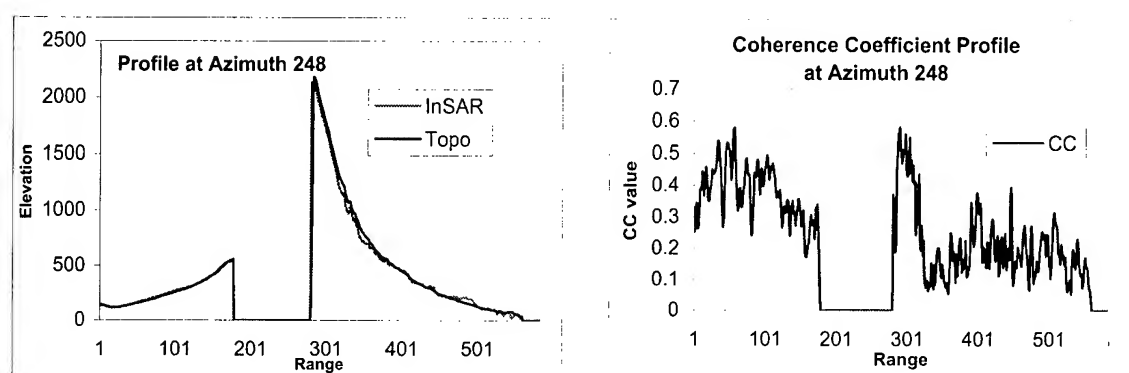 Profile at Azimuth 248
Elevation
2500
2000
1500
1000
500
0
1 101 201 301 401 501
Range
InSAR
Topo
Coherence Coefficient Profile
at Azimuth 248
CC value
0.7
0.6
0.5
0.4
0.3
0.2
0.1
0
1 101 201 301 401 501
Range
CC